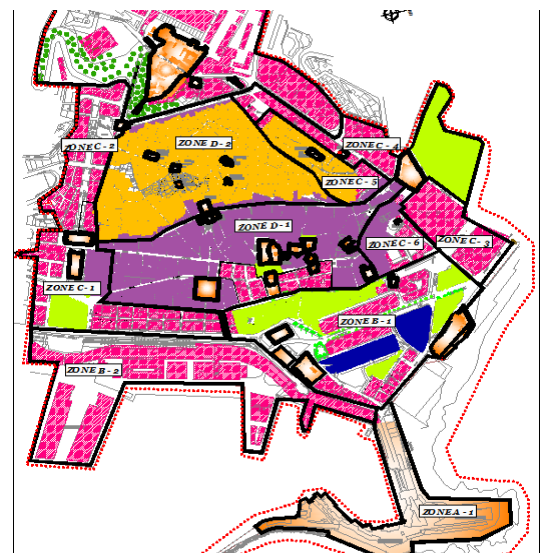 ZONE C - 2
ZONE D - 2
ZONE C - 4
ZONE C - 5
ZONE D - 1
ZONE C - 6
ZONE C - 3
ZONE C - 1
ZONE B - 1
ZONE B - 2
ZONE A - 1